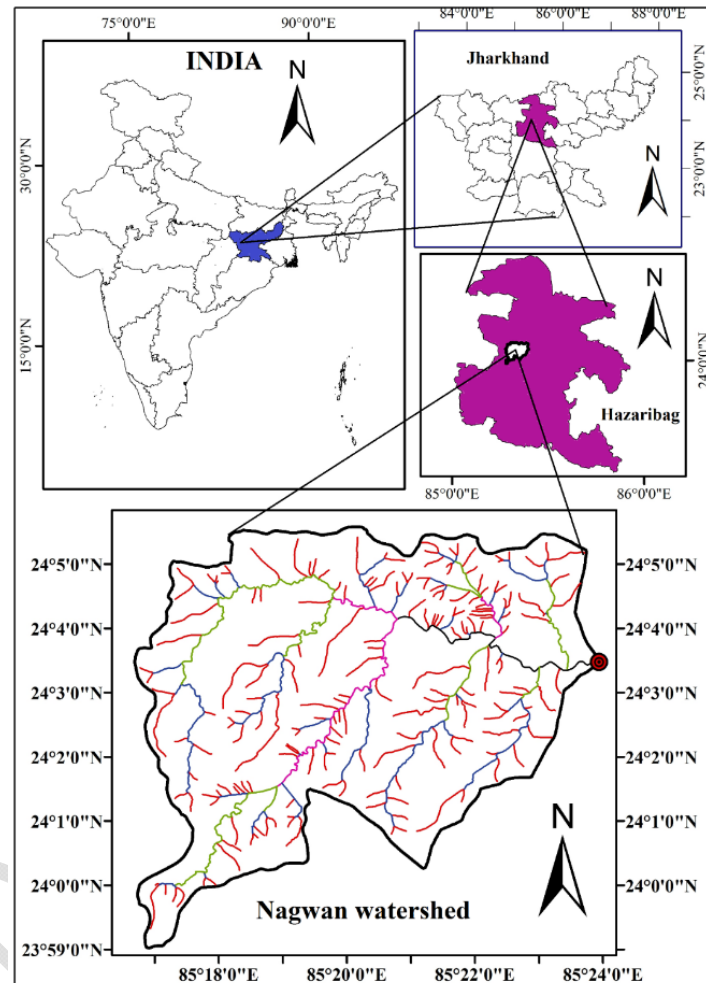 75°0'0"E 90°0'0"E
INDIA
N
30°0'0"N
15°0'0"N
84°0'0"E 86°0'0"E 88°0'0"E
Jharkhand
N
25°0'0"N
23°0'0"N
N
24°0'0"N
Hazaribag
85°0'0"E 86°0'0"E
24°5'0"N 24°5'0"N
24°4'0"N 24°4'0"N
24°3'0"N 24°3'0"N
24°2'0"N 24°2'0"N
24°1'0"N 24°1'0"N
24°0'0"N 24°0'0"N
23°59'0"N 23°59'0"N
N
Nagwan watershed
85°18'0"E 85°20'0"E 85°22'0"E 85°24'0"E